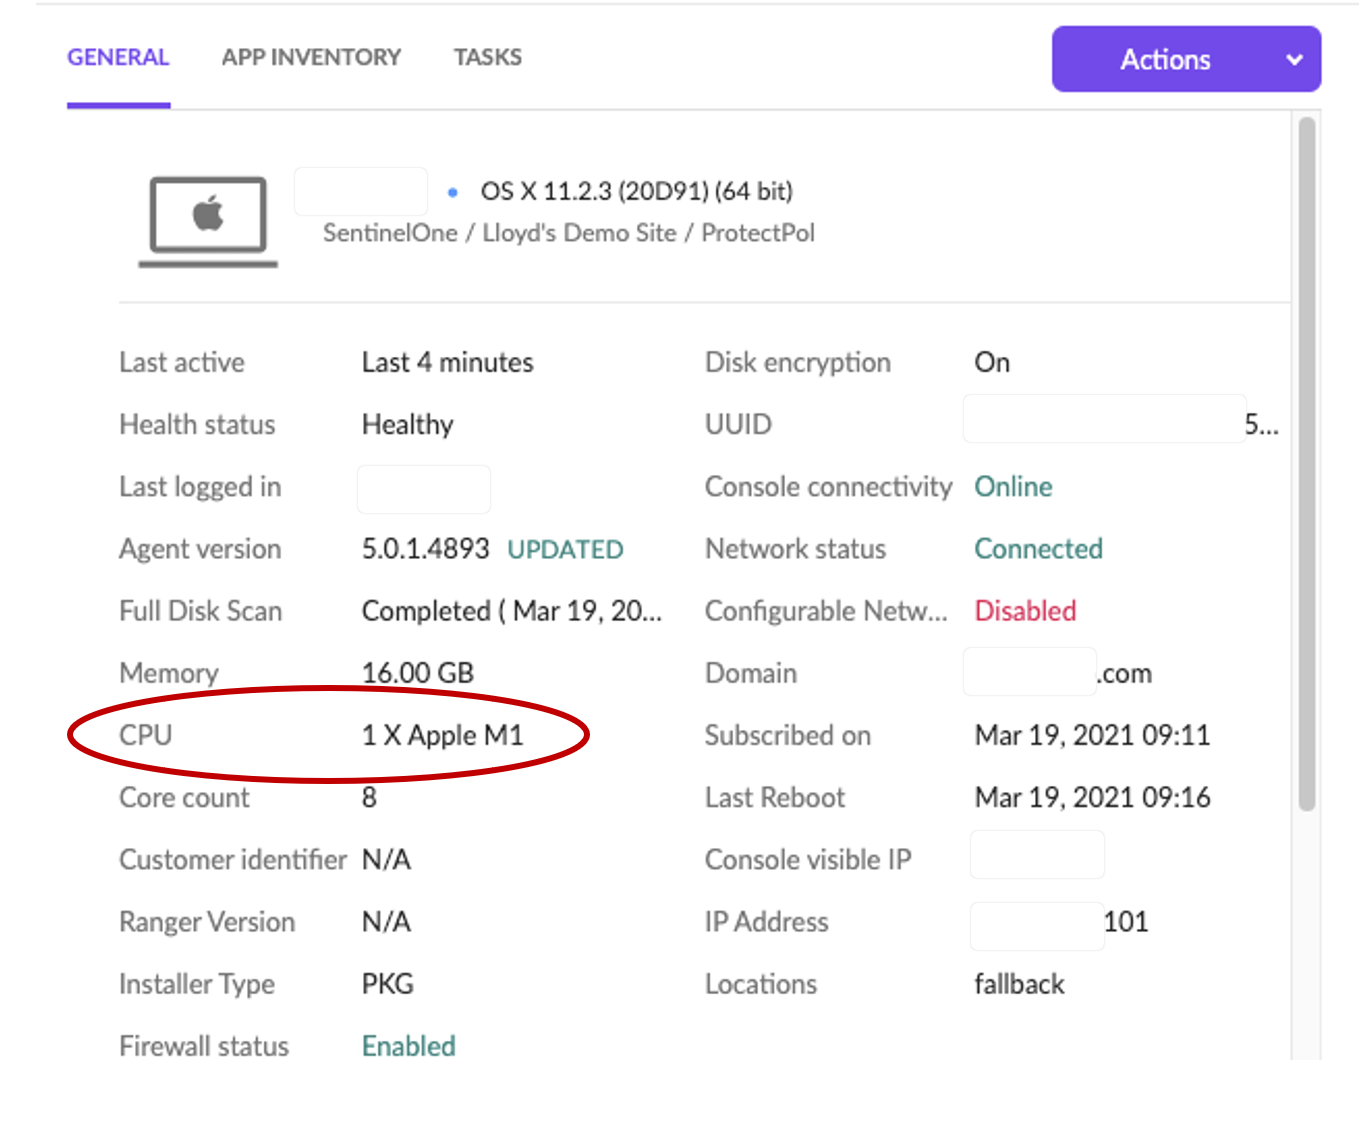 GENERAL APP INVENTORY TASKS Actions
OS X 11.2.3 (20D91) (64 bit)
SentinelOne / Lloyd's Demo Site / ProtectPol
Last active Last 4 minutes Disk encryption On
Health status Healthy UUID 5...
Last logged in Console connectivity Online
Agent version 5.0.1.4893 UPDATED Network status Connected
Full Disk Scan Completed ( Mar 19, 20... Configurable Netw... Disabled
Memory 16.00 GB Domain .com
CPU 1 X Apple M1 Subscribed on Mar 19, 2021 09:11
Core count 8 Last Reboot Mar 19, 2021 09:16
Customer identifier N/A Console visible IP
Ranger Version N/A IP Address 101
Installer Type PKG Locations fallback
Firewall status Enabled